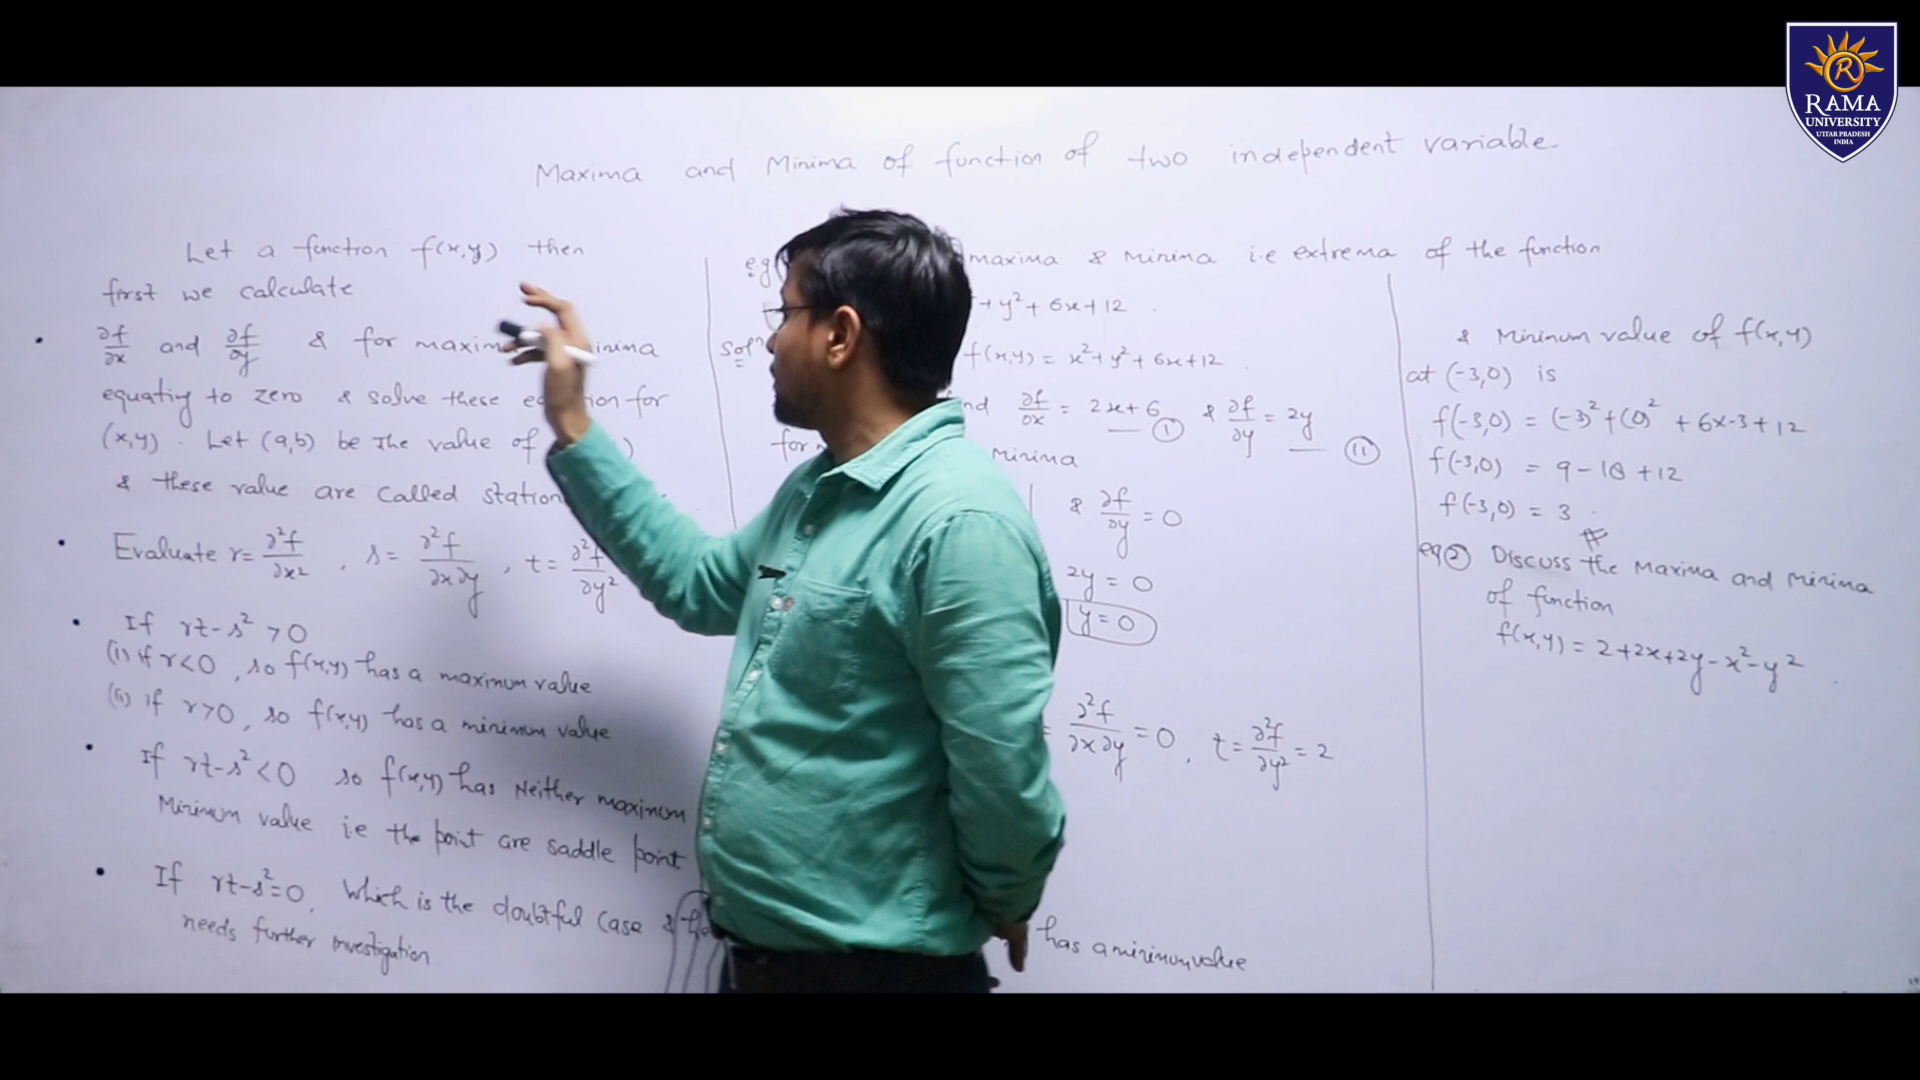 RAMA
UNIVERSITY
UTTAR PRADESH
INDIA
Maxima and Minima of function of two independent variable
Let a function f(x,y) then
first we calculate
∂f/∂x and ∂f/∂y & for maxim inima
equating to zero & solve these eq tion for
(x,y). Let (a,b) be the value of )
& these value are called station
Evaluate r = ∂²f/∂x² , s = ∂²f/∂x∂y , t = ∂²f/∂y²
If rt-s² > 0
(i) if r<0 , so f(x,y) has a maximum value
(ii) if r>0, so f(x,y) has a minimum value
If rt-s² < 0 so f(x,y) has Neither maximum
Minimum value i.e the point are saddle point
If rt-s²=0, Which is the doubtful case &
needs further investigation
e.g maxima & Minima i.e extrema of the function
+ y² + 6x + 12 .
Solⁿ f(x,y) = x² + y² + 6x + 12 .
∂f/∂x = 2x + 6 — (I) & ∂f/∂y = 2y — (II)
for Minima
& ∂f/∂y = 0
2y = 0
y = 0
= ∂²f/∂x∂y = 0 , t = ∂²f/∂y² = 2
has a minimum value
& Minimum value of f(x,y)
at (-3,0) is
f(-3,0) = (-3)² + (0)² + 6x-3 + 12
f(-3,0) = 9 - 18 + 12
f(-3,0) = 3 .
eg ② Discuss the Maxima and Minima
of function
f(x,y) = 2+2x+2y-x²-y²